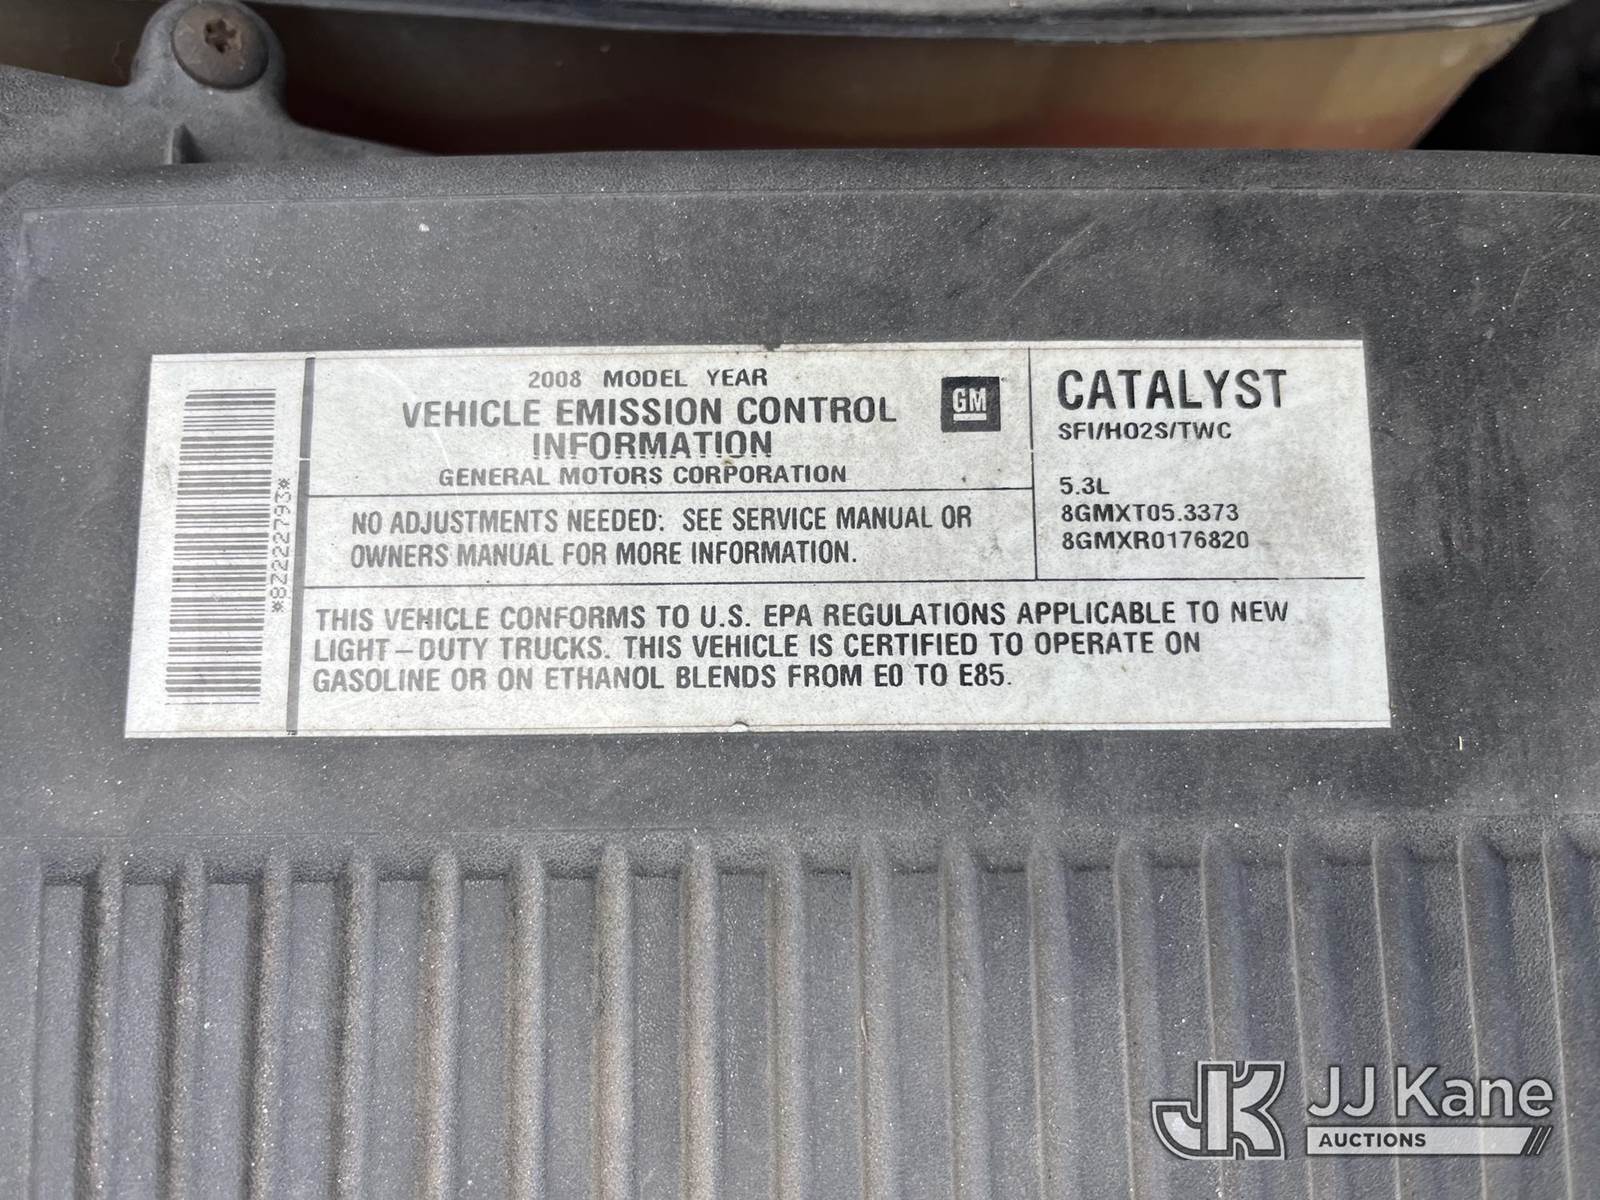 *8Z222793*
2008 MODEL YEAR
VEHICLE EMISSION CONTROL
INFORMATION
GENERAL MOTORS CORPORATION
GM
NO ADJUSTMENTS NEEDED: SEE SERVICE MANUAL OR
OWNERS MANUAL FOR MORE INFORMATION.
CATALYST
SFI/HO2S/TWC
5.3L
8GMXT05.3373
8GMXR0176820
THIS VEHICLE CONFORMS TO U.S. EPA REGULATIONS APPLICABLE TO NEW
LIGHT-DUTY TRUCKS. THIS VEHICLE IS CERTIFIED TO OPERATE ON
GASOLINE OR ON ETHANOL BLENDS FROM E0 TO E85.
JK
JJ Kane
AUCTIONS